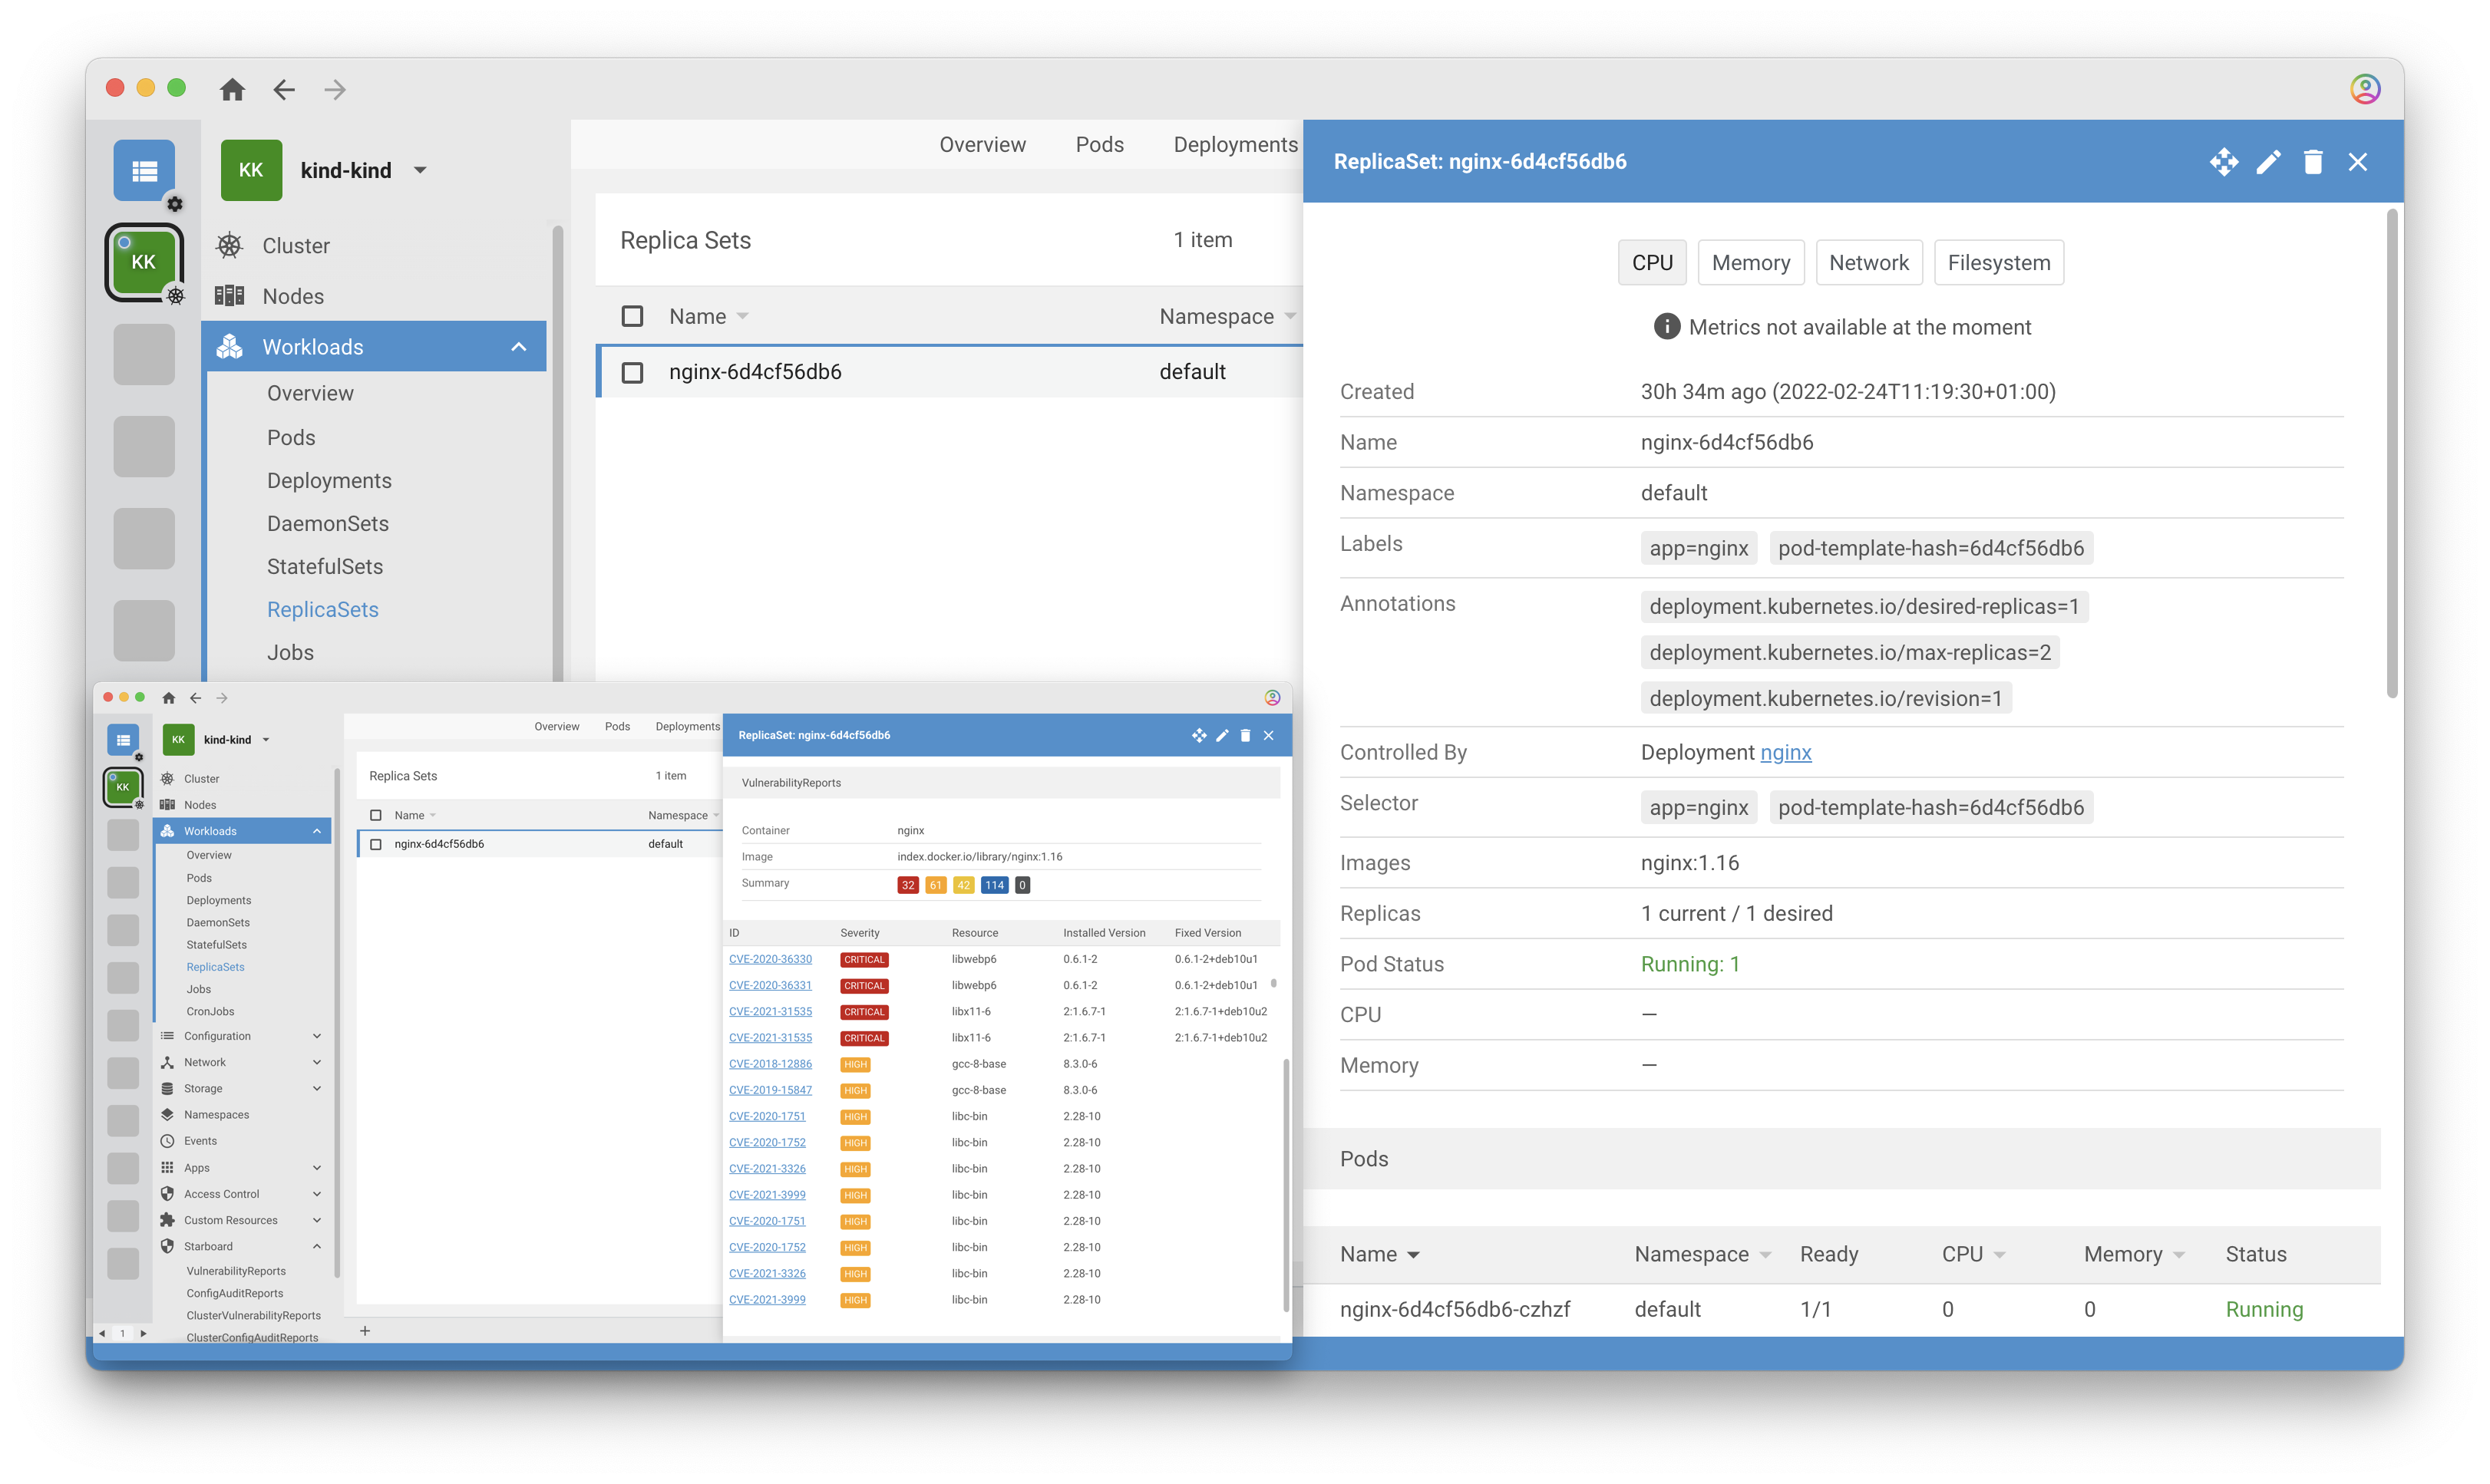 KK kind-kind
KK
Cluster
Nodes
Workloads
Overview
Pods
Deployments
DaemonSets
StatefulSets
ReplicaSets
Jobs
Overview Pods Deployments
Replica Sets 1 item
Name Namespace
nginx-6d4cf56db6 default
ReplicaSet: nginx-6d4cf56db6
CPU Memory Network Filesystem
Metrics not available at the moment
Created 30h 34m ago (2022-02-24T11:19:30+01:00)
Name nginx-6d4cf56db6
Namespace default
Labels app=nginx pod-template-hash=6d4cf56db6
Annotations deployment.kubernetes.io/desired-replicas=1
deployment.kubernetes.io/max-replicas=2
deployment.kubernetes.io/revision=1
Controlled By Deployment nginx
Selector app=nginx pod-template-hash=6d4cf56db6
Images nginx:1.16
Replicas 1 current / 1 desired
Pod Status Running: 1
CPU —
Memory —
Pods
Name Namespace Ready CPU Memory Status
nginx-6d4cf56db6-czhzf default 1/1 0 0 Running
KK kind-kind
KK
Cluster
Nodes
Workloads
Overview
Pods
Deployments
DaemonSets
StatefulSets
ReplicaSets
Jobs
CronJobs
Configuration
Network
Storage
Namespaces
Events
Apps
Access Control
Custom Resources
Starboard
VulnerabilityReports
ConfigAuditReports
ClusterVulnerabilityReports
ClusterConfigAuditReports
1
Overview Pods Deployments
Replica Sets 1 item
Name Namespace
nginx-6d4cf56db6 default
+
ReplicaSet: nginx-6d4cf56db6
VulnerabilityReports
Container nginx
Image index.docker.io/library/nginx:1.16
Summary 32 61 42 114 0
ID Severity Resource Installed Version Fixed Version
CVE-2020-36330 CRITICAL libwebp6 0.6.1-2 0.6.1-2+deb10u1
CVE-2020-36331 CRITICAL libwebp6 0.6.1-2 0.6.1-2+deb10u1
CVE-2021-31535 CRITICAL libx11-6 2:1.6.7-1 2:1.6.7-1+deb10u2
CVE-2021-31535 CRITICAL libx11-6 2:1.6.7-1 2:1.6.7-1+deb10u2
CVE-2018-12886 HIGH gcc-8-base 8.3.0-6
CVE-2019-15847 HIGH gcc-8-base 8.3.0-6
CVE-2020-1751 HIGH libc-bin 2.28-10
CVE-2020-1752 HIGH libc-bin 2.28-10
CVE-2021-3326 HIGH libc-bin 2.28-10
CVE-2021-3999 HIGH libc-bin 2.28-10
CVE-2020-1751 HIGH libc-bin 2.28-10
CVE-2020-1752 HIGH libc-bin 2.28-10
CVE-2021-3326 HIGH libc-bin 2.28-10
CVE-2021-3999 HIGH libc-bin 2.28-10